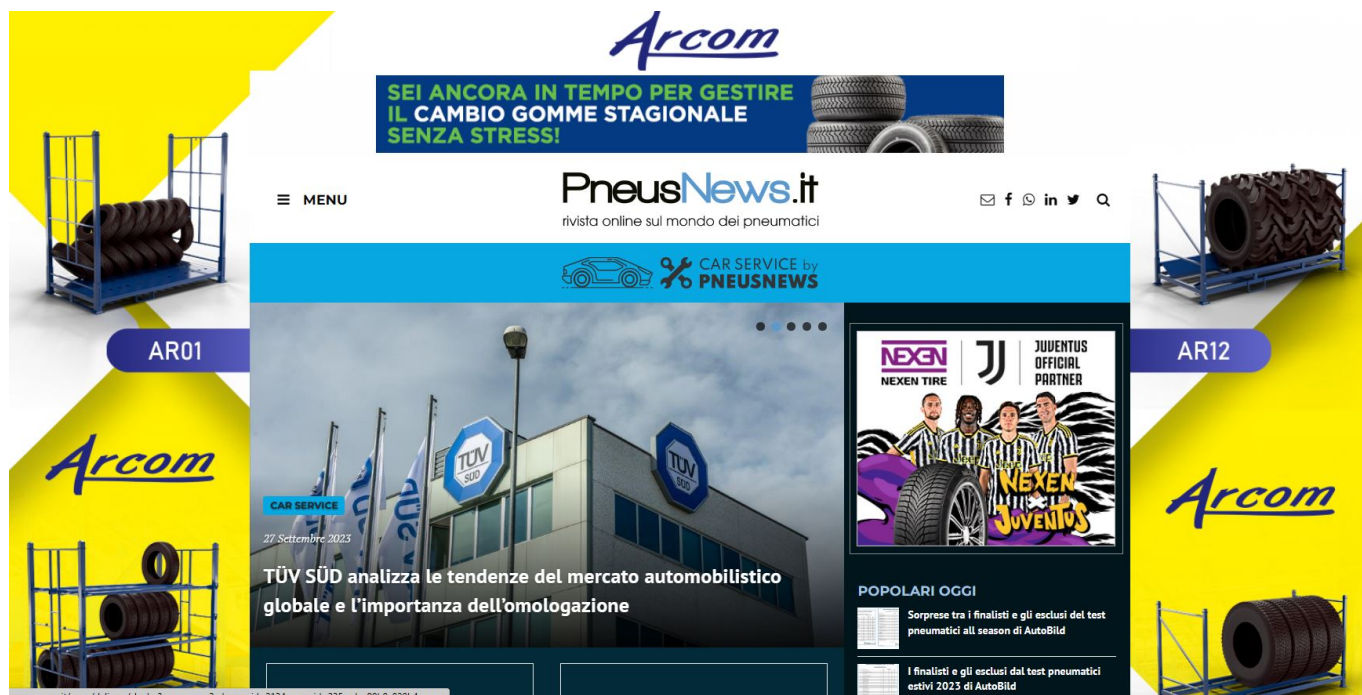 Arcom
SEI ANCORA IN TEMPO PER GESTIRE
IL CAMBIO GOMME STAGIONALE
SENZA STRESS!
MENU
PneusNews.it
rivista online sul mondo dei pneumatici
CAR SERVICE by
PNEUSNEWS
AR01
Arcom
TÜV
SÜD
TÜV
SÜD
CAR SERVICE
27 Settembre 2023
TÜV SÜD analizza le tendenze del mercato automobilistico
globale e l'importanza dell'omologazione
NEXEN
NEXEN TIRE
JUVENTUS
OFFICIAL
PARTNER
NEXEN
X
JUVENTUS
POPOLARI OGGI
Sorprese tra i finalisti e gli esclusi del test
pneumatici all season di AutoBild
I finalisti e gli esclusi dal test pneumatici
estivi 2023 di AutoBild
AR12
Arcom